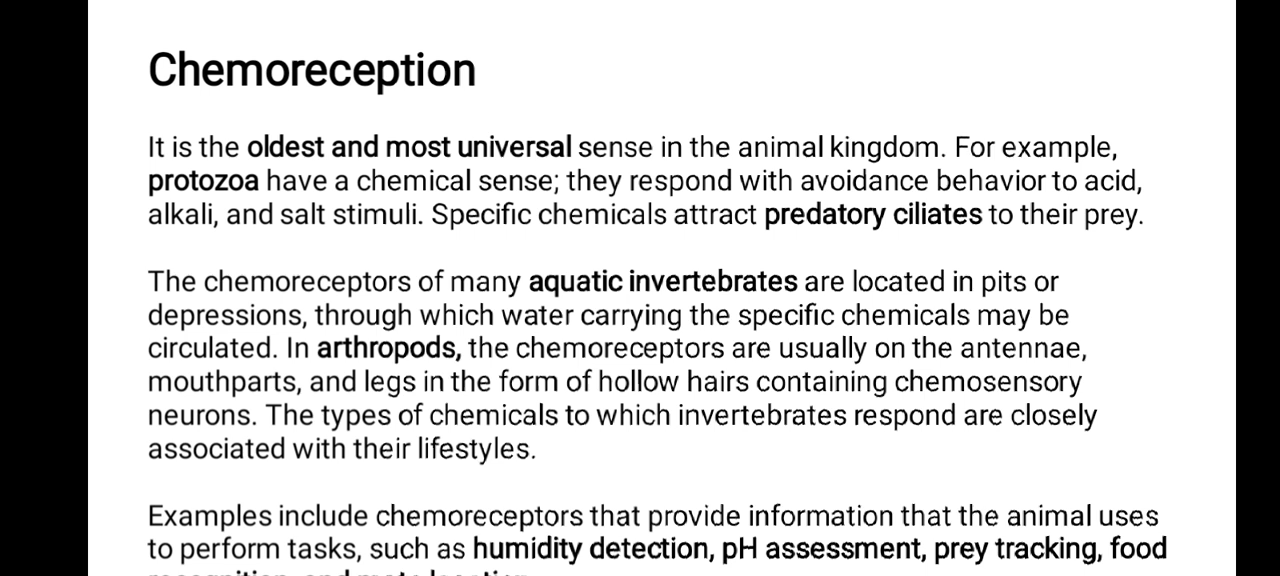 Chemoreception
It is the oldest and most universal sense in the animal kingdom. For example,
protozoa have a chemical sense; they respond with avoidance behavior to acid,
alkali, and salt stimuli. Specific chemicals attract predatory ciliates to their prey.
The chemoreceptors of many aquatic invertebrates are located in pits or
depressions, through which water carrying the specific chemicals may be
circulated. In arthropods, the chemoreceptors are usually on the antennae,
mouthparts, and legs in the form of hollow hairs containing chemosensory
neurons. The types of chemicals to which invertebrates respond are closely
associated with their lifestyles.
Examples include chemoreceptors that provide information that the animal uses
to perform tasks, such as humidity detection, pH assessment, prey tracking, food